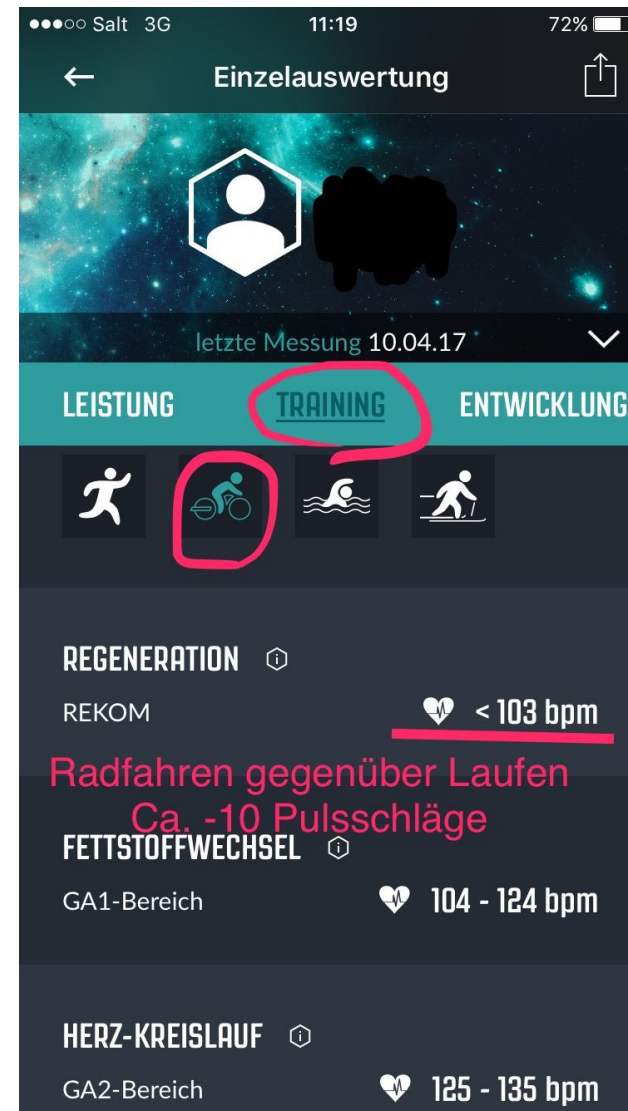 Salt 3G 11:19 72%
Einzelauswertung
letzte Messung 10.04.17
LEISTUNG TRAINING ENTWICKLUNG
REGENERATION
REKOM < 103 bpm
Radfahren gegenüber Laufen
Ca. -10 Pulsschläge
FETTSTOFFWECHSEL
GA1-Bereich 104 - 124 bpm
HERZ-KREISLAUF
GA2-Bereich 125 - 135 bpm